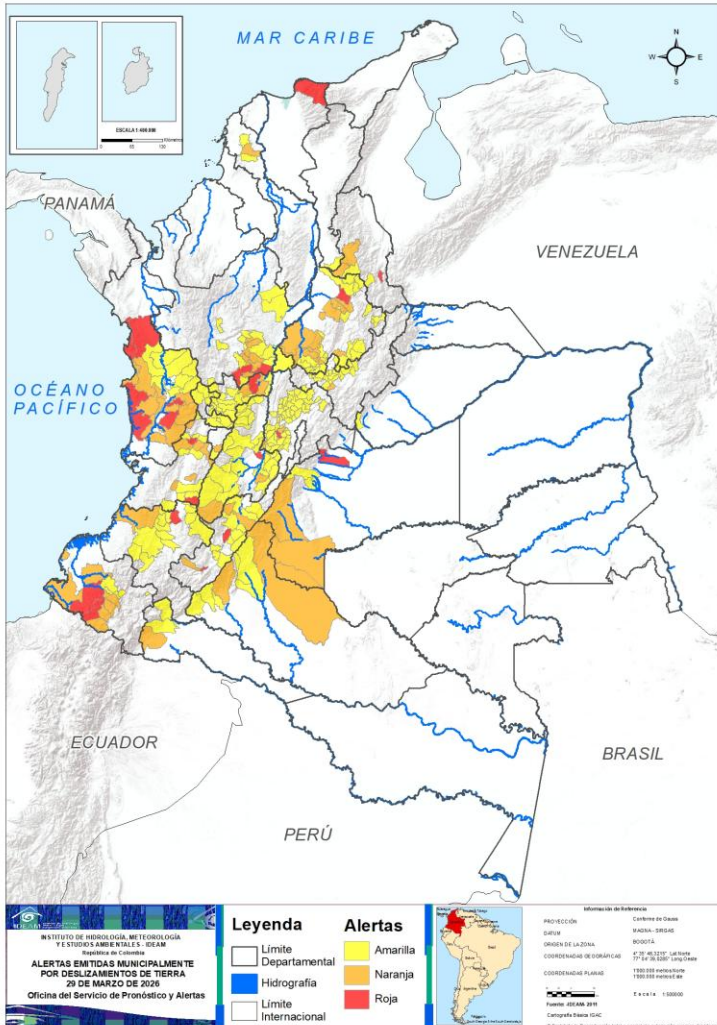 MAR CARIBE
N
W
E
S
ESCALA 1:400.000
PANAMÁ
VENEZUELA
OCÉANO
PACÍFICO
ECUADOR
BRASIL
PERÚ
IDEAM
INSTITUTO DE HIDROLOGÍA, METEOROLOGÍA
Y ESTUDIOS AMBIENTALES - IDEAM
República de Colombia
ALERTAS EMITIDAS MUNICIPALMENTE
POR DESLIZAMIENTOS DE TIERRA
29 DE MARZO DE 2026
Oficina del Servicio de Pronóstico y Alertas
Leyenda
Límite
Departamental
Hidrografía
Límite
Internacional
Alertas
Amarilla
Naranja
Roja
Información de Referencia
PROYECCIÓN
Conforme de Gauss
DATUM
MAGNA - SIRGAS
ORIGEN DE LA ZONA
BOGOTÁ
COORDENADAS GEOGRÁFICAS
COORDENADAS PLANAS
Escala
Cartografía Básica IGAC